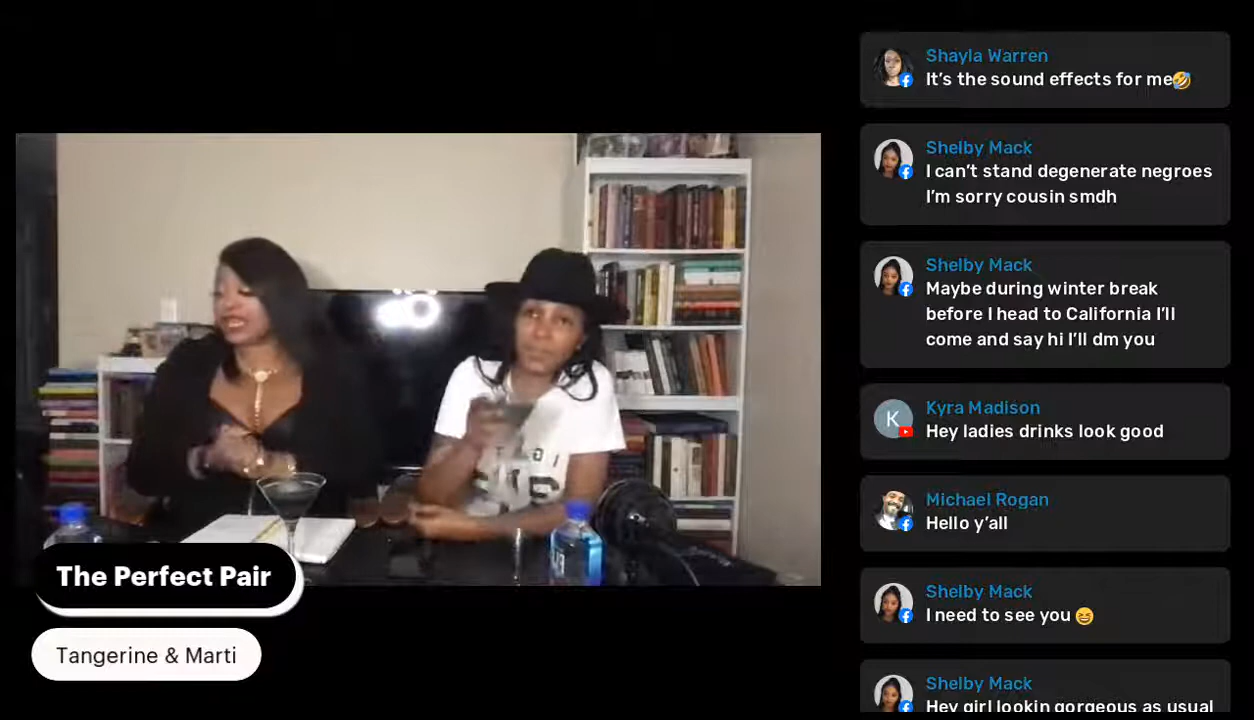 Shayla Warren
It's the sound effects for me🤣
Shelby Mack
I can't stand degenerate negroes
I'm sorry cousin smdh
Shelby Mack
Maybe during winter break
before I head to California I'll
come and say hi I'll dm you
Kyra Madison
K
Hey ladies drinks look good
Michael Rogan
Hello y'all
Shelby Mack
I need to see you 😆
Shelby Mack
Hey girl lookin gorgeous as usual
The Perfect Pair
Tangerine & Marti